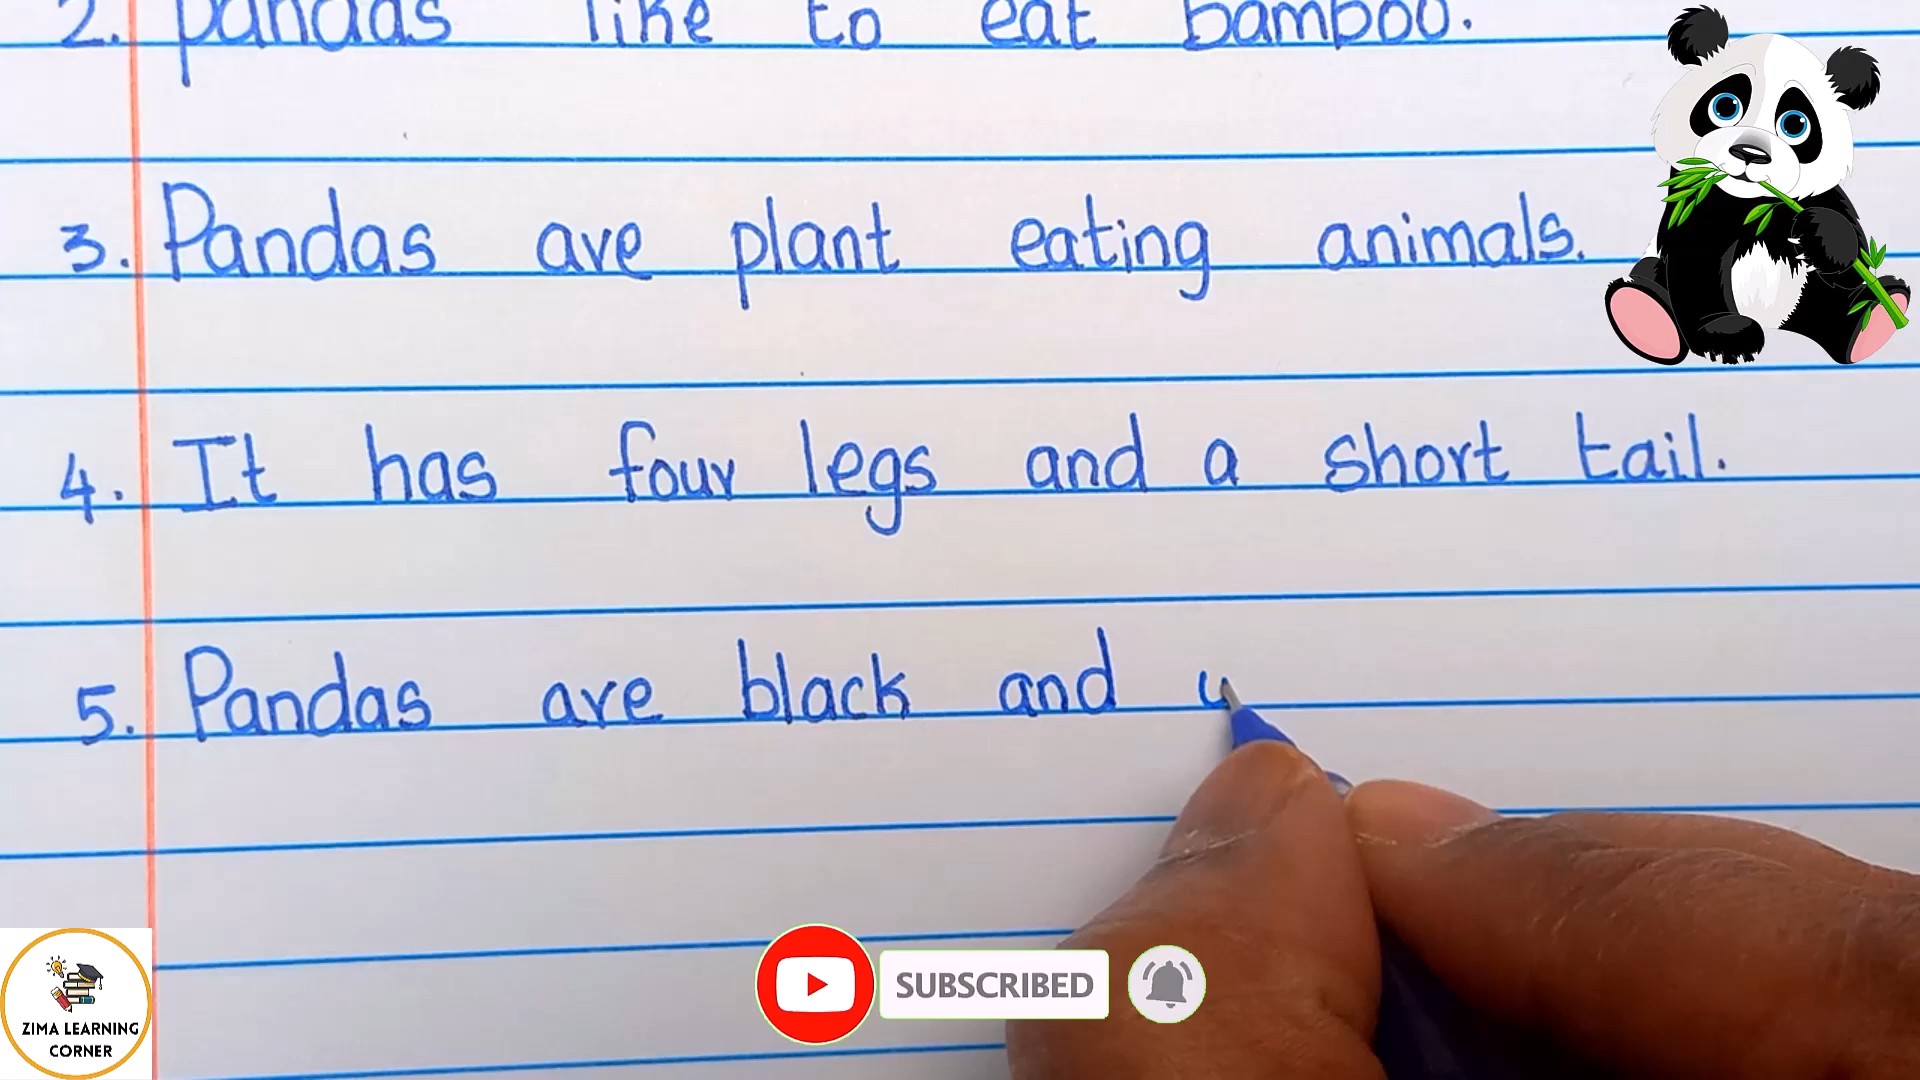 2. pandas like to eat bamboo.
3. Pandas are plant eating animals.
4. It has four legs and a short tail.
5. Pandas are black and
SUBSCRIBED
ZIMA LEARNING
CORNER